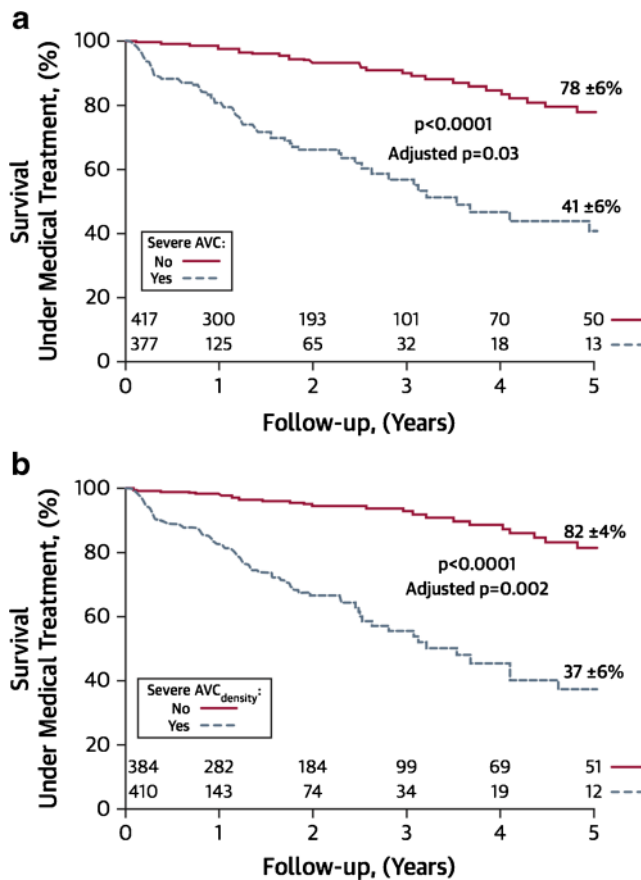 a
100
80
60
40
20
0
Survival
Under Medical Treatment, (%)
78 ±6%
p<0.0001
Adjusted p=0.03
41 ±6%
Severe AVC:
No
Yes
417 300 193 101 70 50
377 125 65 32 18 13
0 1 2 3 4 5
Follow-up, (Years)
b
100
80
60
40
20
0
Survival
Under Medical Treatment, (%)
82 ±4%
p<0.0001
Adjusted p=0.002
37 ±6%
Severe AVCdensity:
No
Yes
384 282 184 99 69 51
410 143 74 34 19 12
0 1 2 3 4 5
Follow-up, (Years)